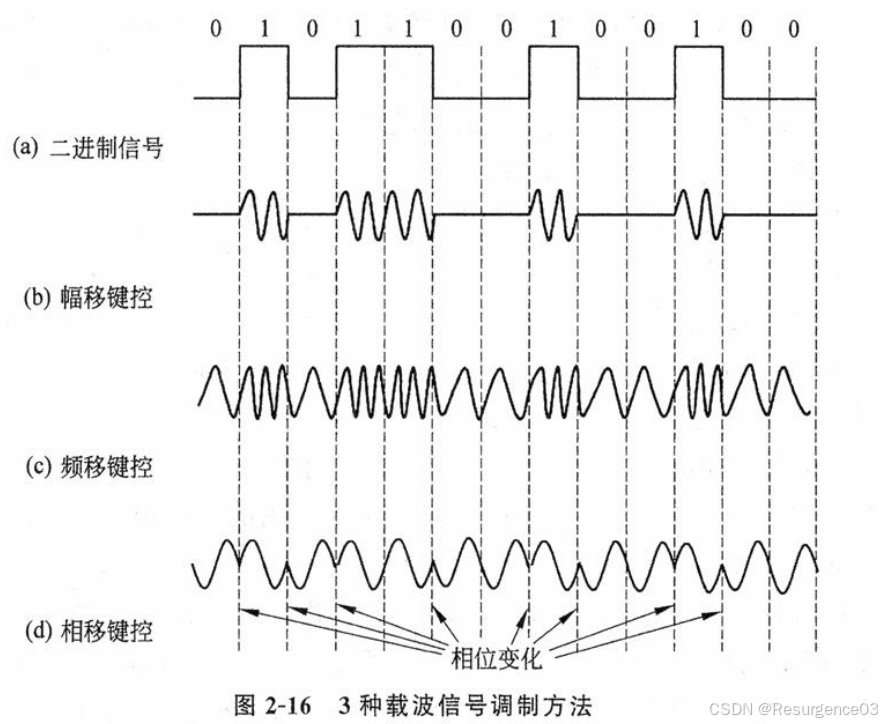 0 1 0 1 1 0 0 1 0 0 1 0 0
(a) 二进制信号
(b) 幅移键控
(c) 频移键控
(d) 相移键控
相位变化
图 2-16 3 种载波信号调制方法
CSDN @Resurgence03